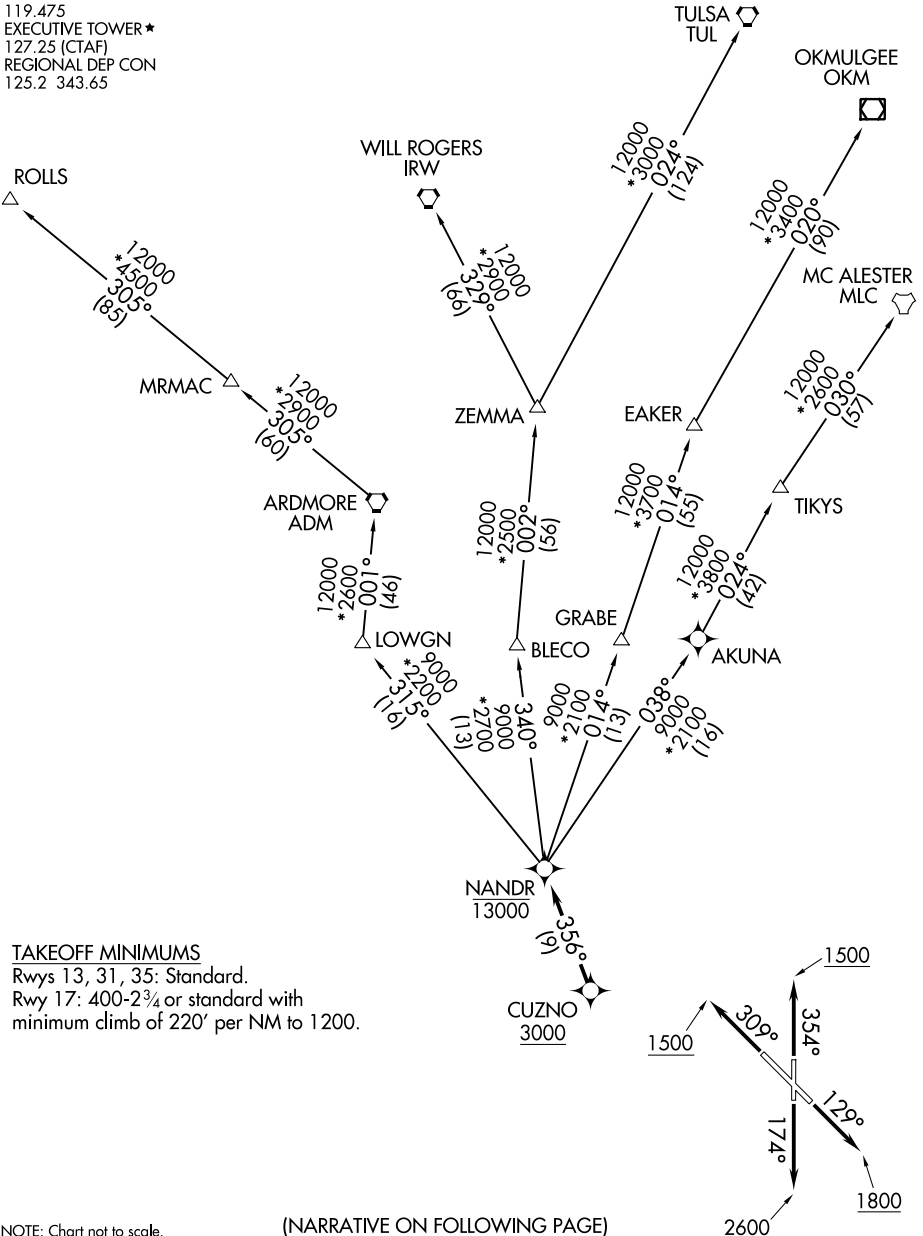 119.475
EXECUTIVE TOWER★
127.25 (CTAF)
REGIONAL DEP CON
125.2 343.65
TULSA
TUL
OKMULGEE
OKM
WILL ROGERS
IRW
ROLLS
12000
*3000
024°
(124)
12000
*3400
020°
(90)
12000
*2900
329°
(66)
12000
*4500
305°
(85)
MC ALESTER
MLC
MRMAC
12000
*2900
305°
(60)
ZEMMA
EAKER
12000
*2600
030°
(57)
ARDMORE
ADM
12000
*2500
002°
(56)
12000
*3700
014°
(55)
TIKYS
12000
*2600
001°
(46)
12000
*3800
024°
(42)
LOWGN
BLECO
GRABE
AKUNA
9000
*2200
315°
(16)
340°
9000
*2700
(13)
9000
*2100
014°
(13)
038°
9000
*2100
(16)
NANDR
13000
356°
(9)
CUZNO
3000
TAKEOFF MINIMUMS
Rwys 13, 31, 35: Standard.
Rwy 17: 400-2¾ or standard with
minimum climb of 220' per NM to 1200.
1500
1500
309°
354°
129°
174°
1800
2600
NOTE: Chart not to scale.
(NARRATIVE ON FOLLOWING PAGE)